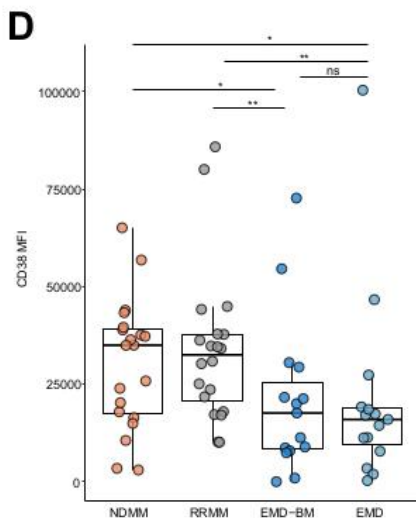 D
*
**
ns
*
**
100000
75000
50000
25000
0
CD38 MFI
NDMM RRMM EMD-BM EMD